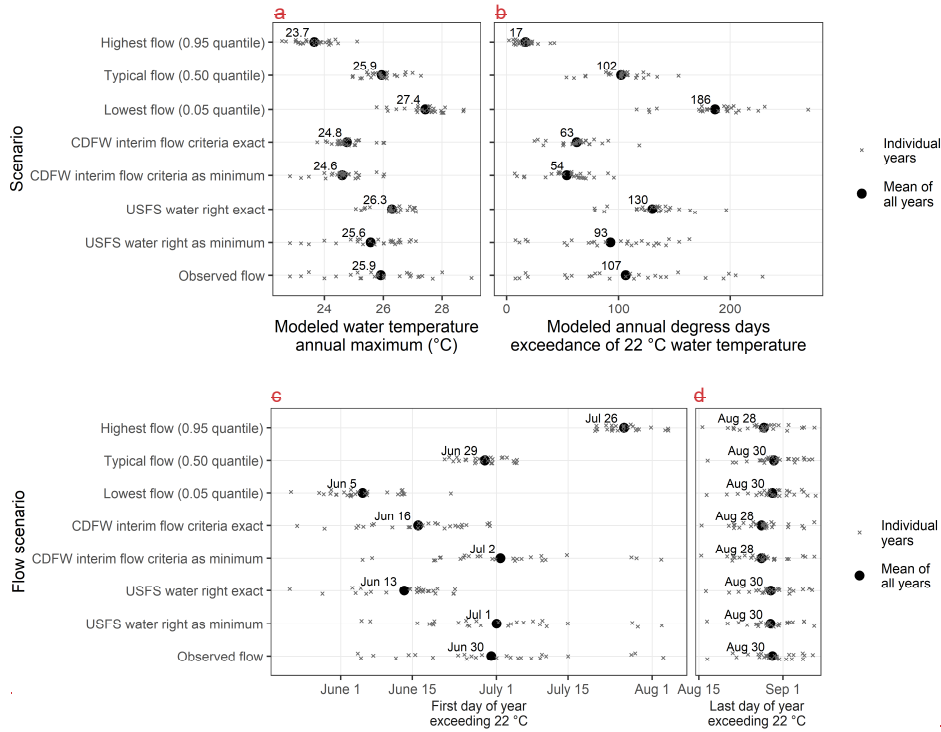 a
b
Scenario
Highest flow (0.95 quantile)
Typical flow (0.50 quantile)
Lowest flow (0.05 quantile)
CDFW interim flow criteria exact
CDFW interim flow criteria as minimum
USFS water right exact
USFS water right as minimum
Observed flow
23.7
25.9
27.4
24.8
24.6
26.3
25.6
25.9
24 26 28
Modeled water temperature
annual maximum (°C)
17
102
186
63
54
130
93
107
0 100 200
Modeled annual degress days
exceedance of 22 °C water temperature
Individual
years
Mean of
all years
c
d
Flow scenario
Highest flow (0.95 quantile)
Typical flow (0.50 quantile)
Lowest flow (0.05 quantile)
CDFW interim flow criteria exact
CDFW interim flow criteria as minimum
USFS water right exact
USFS water right as minimum
Observed flow
Jul 26
Jun 29
Jun 5
Jun 16
Jul 2
Jun 13
Jul 1
Jun 30
June 1 June 15 July 1 July 15 Aug 1
First day of year
exceeding 22 °C
Aug 28
Aug 30
Aug 30
Aug 28
Aug 28
Aug 30
Aug 30
Aug 30
Aug 15 Sep 1
Last day of year
exceeding 22 °C
Individual
years
Mean of
all years